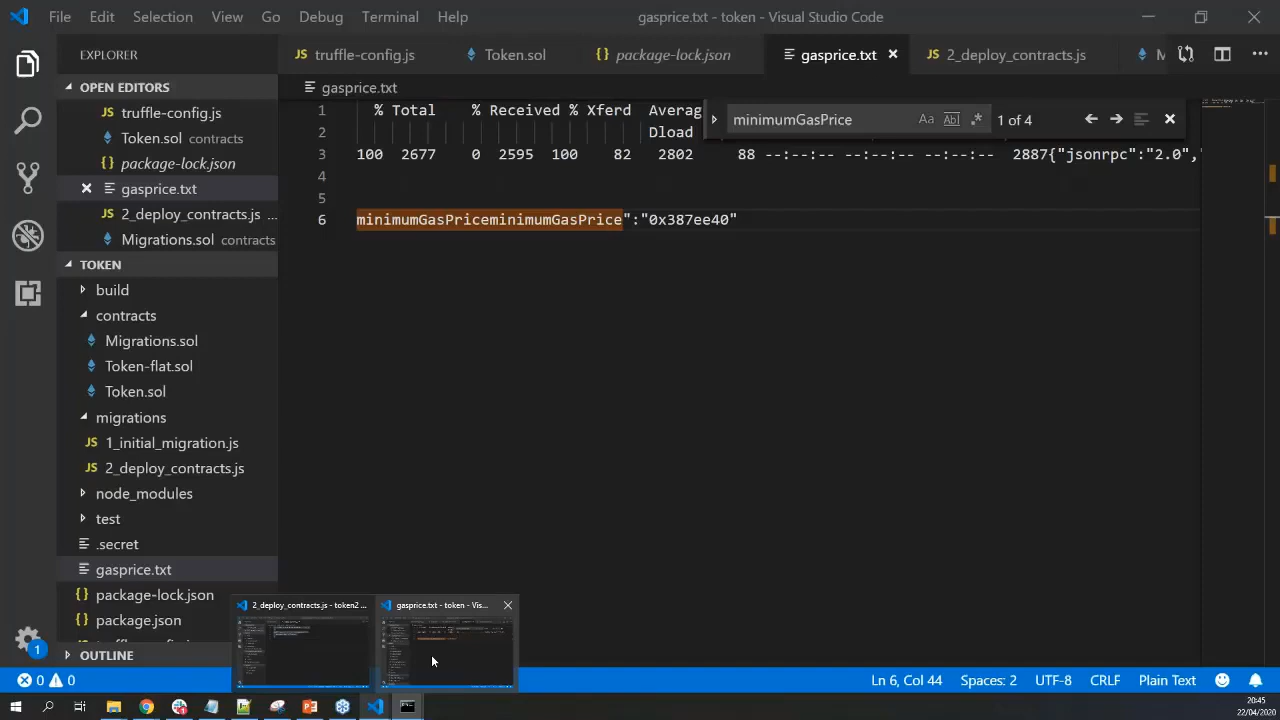 File Edit Selection View Go Debug Terminal Help gasprice.txt - token - Visual Studio Code
EXPLORER
truffle-config.js Token.sol package-lock.json gasprice.txt 2_deploy_contracts.js M
OPEN EDITORS
truffle-config.js
Token.sol contracts
package-lock.json
gasprice.txt
2_deploy_contracts.js ...
Migrations.sol contracts
TOKEN
build
contracts
Migrations.sol
Token-flat.sol
Token.sol
migrations
1_initial_migration.js
2_deploy_contracts.js
node_modules
test
.secret
gasprice.txt
package-lock.json
OUTLINE
gasprice.txt
minimumGasPrice Aa Abl .* 1 of 4
1 % Total % Received % Xferd Averag
2 Dload
3 100 2677 0 2595 100 82 2802 88 --:--:-- --:--:-- --:--:-- 2887{"jsonrpc":"2.0",
4
5
6 minimumGasPriceminimumGasPrice":"0x387ee40"
2_deploy_contracts.js - token2 ... gasprice.txt - token - Vis...
1
0 0 Ln 6, Col 44 Spaces: 2 UTF-8 CRLF Plain Text
20:45
22/04/2020